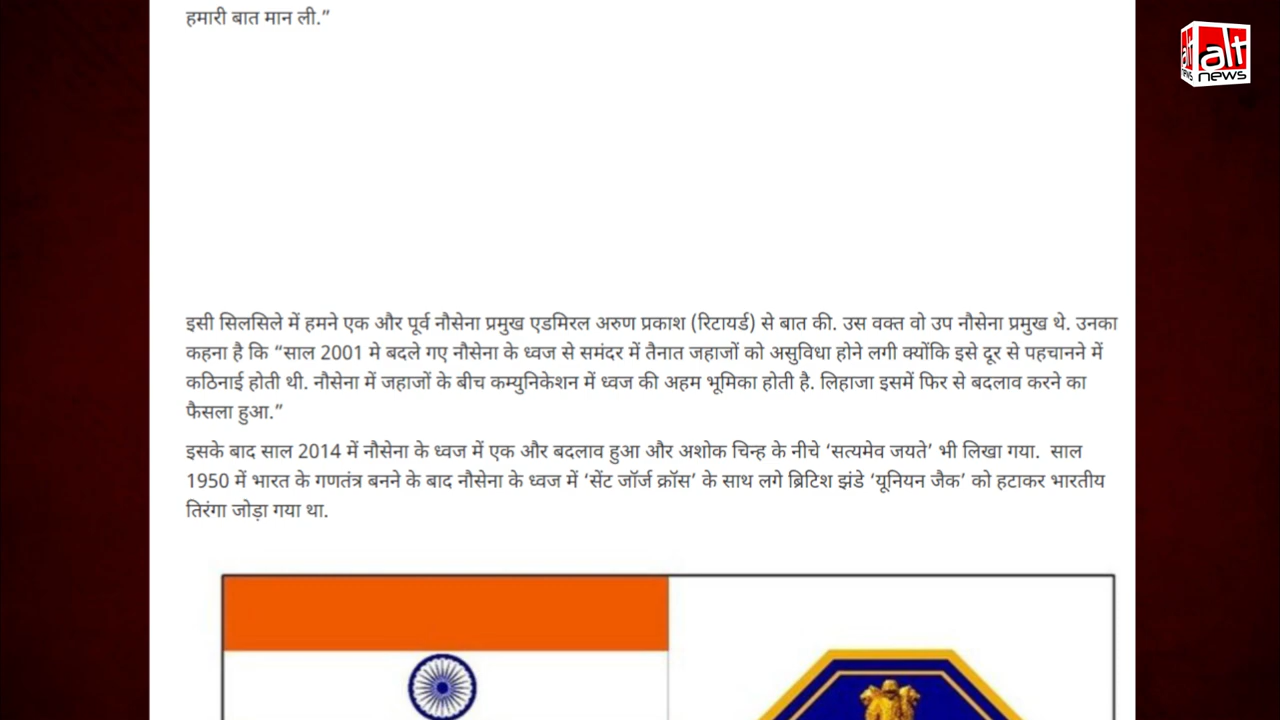 हमारी बात मान ली.”
alt
news
इसी सिलसिले में हमने एक और पूर्व नौसेना प्रमुख एडमिरल अरुण प्रकाश (रिटायर्ड) से बात की. उस वक्त वो उप नौसेना प्रमुख थे. उनका
कहना है कि “साल 2001 मे बदले गए नौसेना के ध्वज से समंदर में तैनात जहाजों को असुविधा होने लगी क्योंकि इसे दूर से पहचानने में
कठिनाई होती थी. नौसेना में जहाजों के बीच कम्युनिकेशन में ध्वज की अहम भूमिका होती है. लिहाजा इसमें फिर से बदलाव करने का
फैसला हुआ.”
इसके बाद साल 2014 में नौसेना के ध्वज में एक और बदलाव हुआ और अशोक चिन्ह के नीचे ‘सत्यमेव जयते’ भी लिखा गया. साल
1950 में भारत के गणतंत्र बनने के बाद नौसेना के ध्वज में ‘सेंट जॉर्ज क्रॉस’ के साथ लगे ब्रिटिश झंडे ‘यूनियन जैक’ को हटाकर भारतीय
तिरंगा जोड़ा गया था.